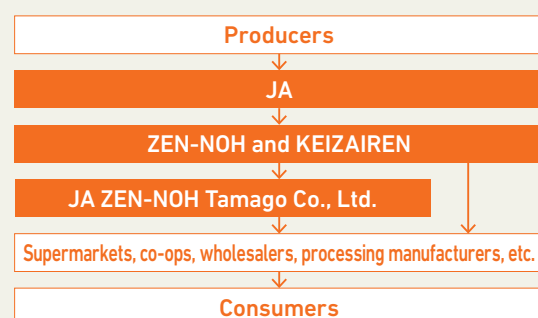 Producers
JA
ZEN-NOH and KEIZAIREN
JA ZEN-NOH Tamago Co., Ltd.
Supermarkets, co-ops, wholesalers, processing manufacturers, etc.
Consumers